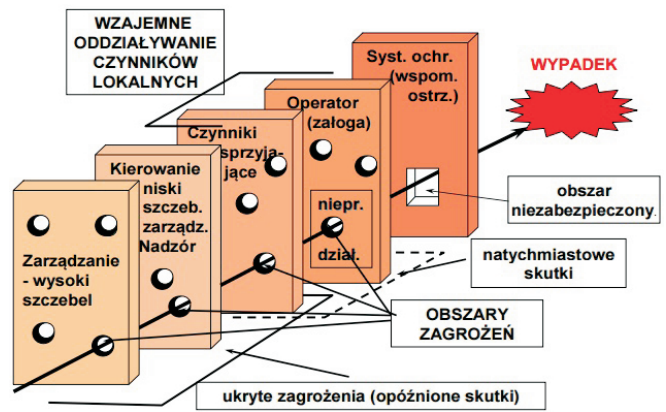 WZAJEMNE
ODDZIAŁYWANIE
CZYNNIKÓW
LOKALNYCH
Syst. ochr.
(wspom.
ostrz.)
WYPADEK
Operator
(załoga)
Czynniki
sprzyja-
jące
Kierowanie
niski
szczeb.
zarządz.
Nadzór
Zarządzanie
- wysoki
szczebel
niepr.
dział.
obszar
niezabezpieczony.
natychmiastowe
skutki
OBSZARY
ZAGROŻEŃ
ukryte zagrożenia (opóźnione skutki)